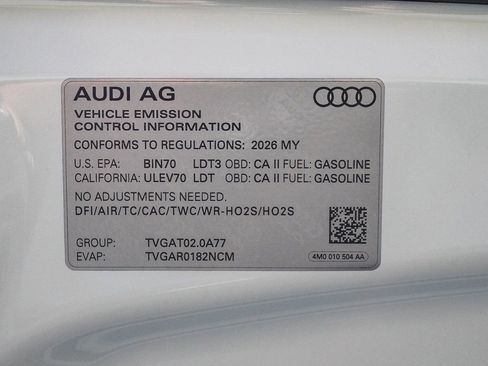 AUDI AG
VEHICLE EMISSION
CONTROL INFORMATION
CONFORMS TO REGULATIONS: 2026 MY
U.S. EPA: BIN70 LDT3 OBD: CA II FUEL: GASOLINE
CALIFORNIA: ULEV70 LDT OBD: CA II FUEL: GASOLINE
NO ADJUSTMENTS NEEDED.
DFI/AIR/TC/CAC/TWC/WR-HO2S/HO2S
GROUP: TVGAT02.0A77
EVAP: TVGAR0182NCM
4M0 010 504 AA